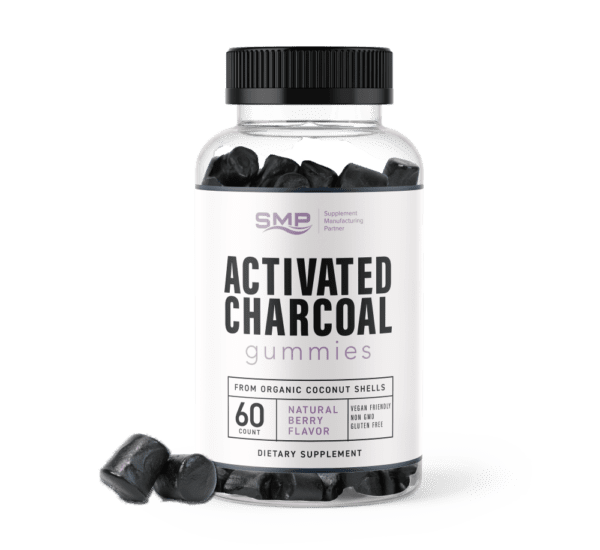 SMP
Supplement
Manufacturing
Partner
ACTIVATED
CHARCOAL
gummies
FROM ORGANIC COCONUT SHELLS
60
COUNT
NATURAL
BERRY
FLAVOR
VEGAN FRIENDLY
NON GMO
GLUTEN FREE
DIETARY SUPPLEMENT